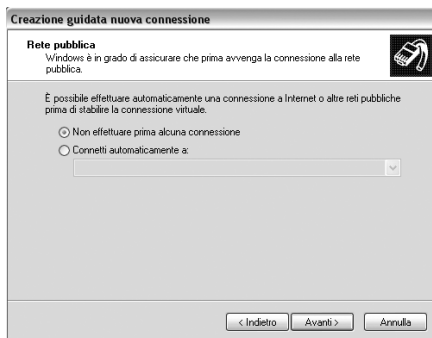 Creazione guidata nuova connessione
Rete pubblica
Windows è in grado di assicurare che prima avvenga la connessione alla rete
pubblica.
È possibile effettuare automaticamente una connessione a Internet o altre reti pubbliche
prima di stabilire la connessione virtuale.
Non effettuare prima alcuna connessione
Connetti automaticamente a:
< Indietro Avanti > Annulla